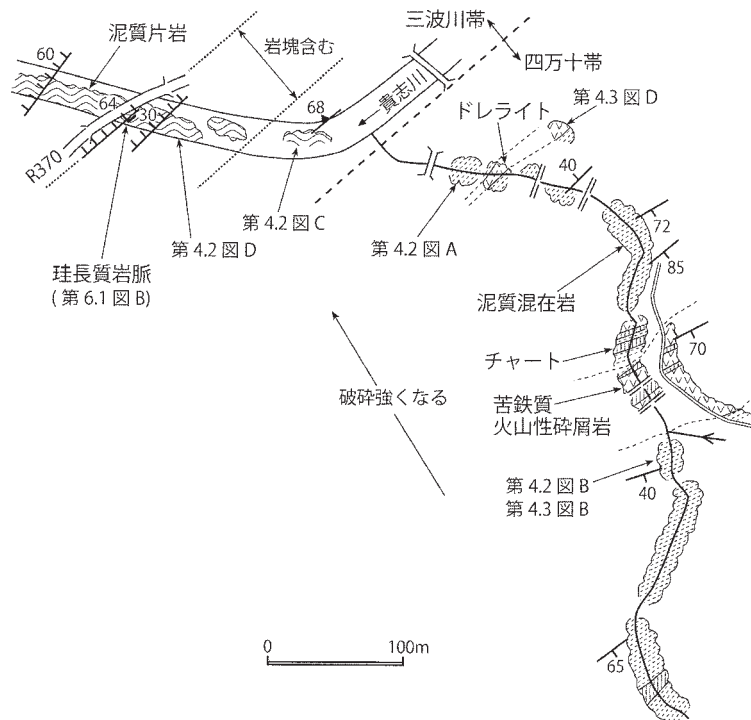 三波川帯
四万十帯
60
泥質片岩
岩塊含む
64
30
68
貴志川
ドレライト
第 4.3 図 D
40
R370
第 4.2 図 C
第 4.2 図 D
第 4.2 図 A
72
85
珪長質岩脈
( 第 6.1 図 B)
泥質混在岩
70
チャート
破砕強くなる
苦鉄質
火山性砕屑岩
第 4.2 図 B
第 4.3 図 B
40
0
100m
65